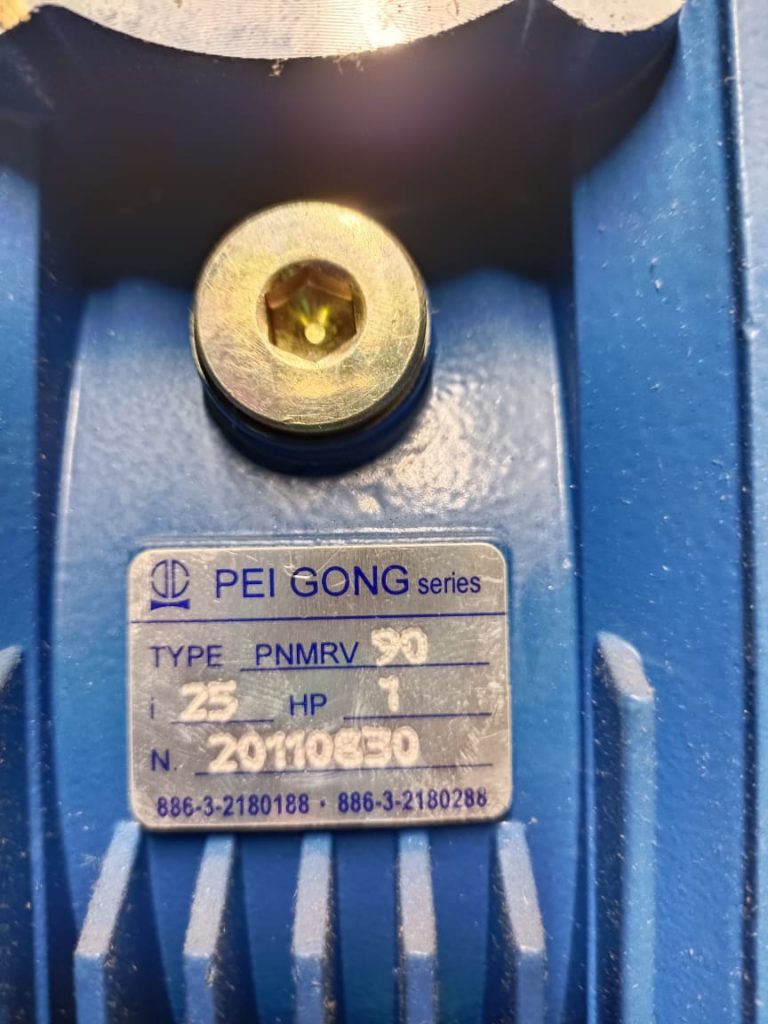 PEI GONG series
TYPE PNMRV 90
i 25 HP 1
N. 20110830
886-3-2180188 · 886-3-2180288